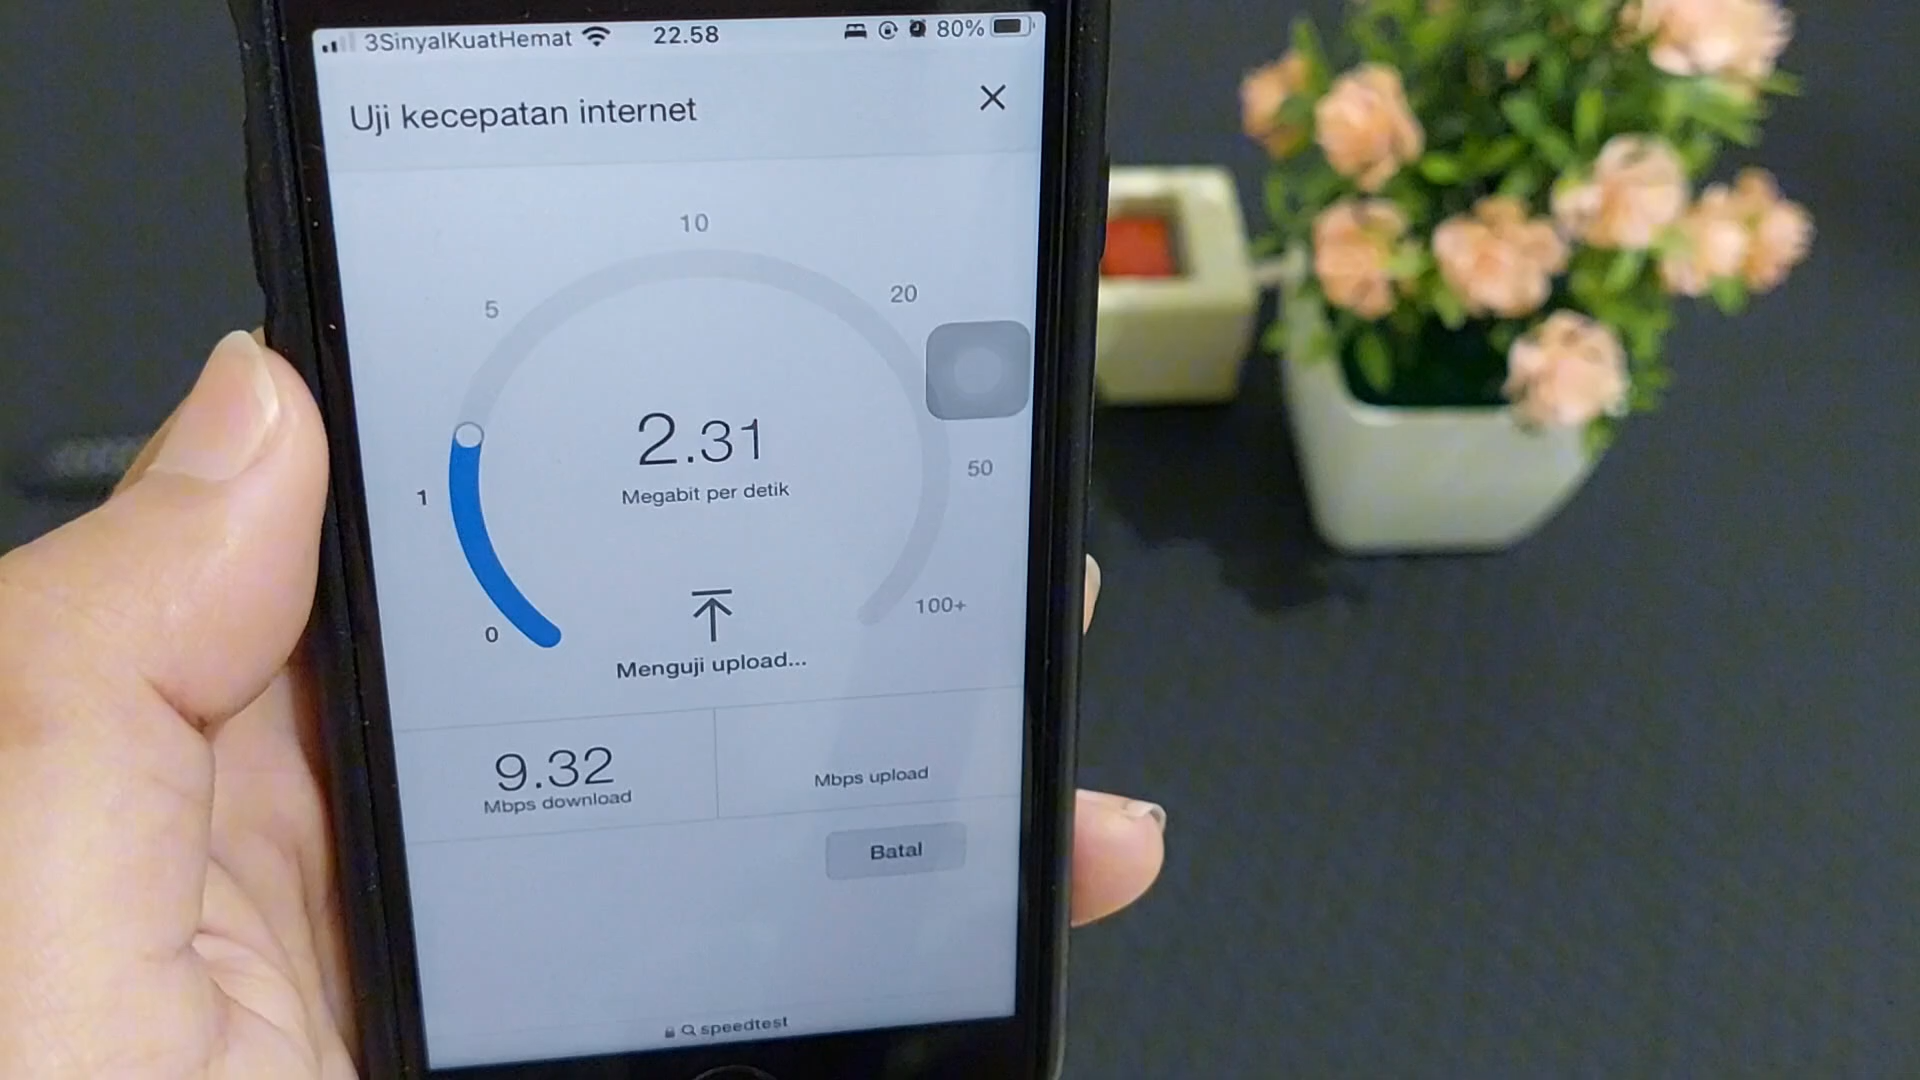 3SinyalKuatHemat 22.58 80%
Uji kecepatan internet
10
5
20
2.31
Megabit per detik
1
50
0
100+
Menguji upload...
9.32
Mbps download
Mbps upload
Batal
speedtest